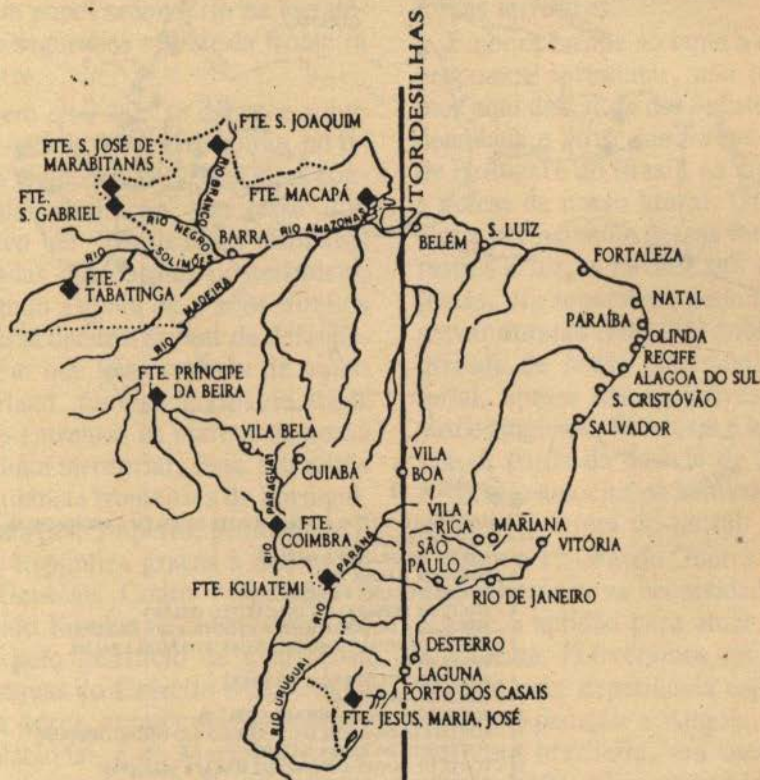 TORDESILHAS
FTE. S. JOAQUIM
FTE. S. JOSÉ DE
MARABITANAS
FTE.
S. GABRIEL
FTE. MACAPÁ
RIO BRANCO
RIO NEGRO
RIO AMAZONAS
RIO
SOLIMÕES
BARRA
BELÉM
S. LUIZ
FORTALEZA
FTE.
TABATINGA
RIO MADEIRA
NATAL
PARAÍBA
OLINDA
RECIFE
ALAGOA DO SUL
S. CRISTÓVÃO
SALVADOR
FTE. PRÍNCIPE
DA BEIRA
VILA BELA
CUIABÁ
VILA
BOA
RIO PARAGUAI
FTE.
COIMBRA
VILA
RICA
MARIANA
VITÓRIA
SÃO
PAULO
RIO DE JANEIRO
FTE. IGUATEMI
RIO PARANÁ
DESTERRO
LAGUNA
PORTO DOS CASAIS
RIO URUGUAI
FTE. JESUS, MARIA, JOSÉ